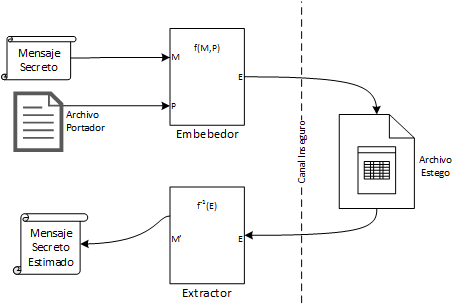 Mensaje
Secreto
Archivo
Portador
f(M,P)
M
E
P
Embebedor
Canal Inseguro
Archivo
Estego
f⁻¹(E)
M'
E
Extractor
Mensaje
Secreto
Estimado